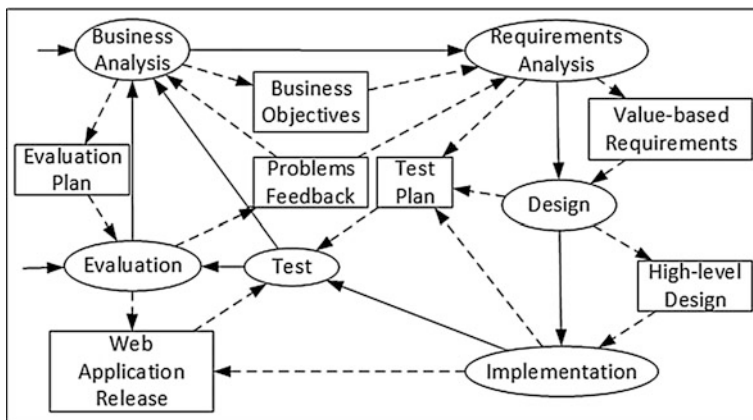 Business
Analysis
Requirements
Analysis
Business
Objectives
Value-based
Requirements
Evaluation
Plan
Problems
Feedback
Test
Plan
Design
Evaluation
Test
High-level
Design
Web
Application
Release
Implementation